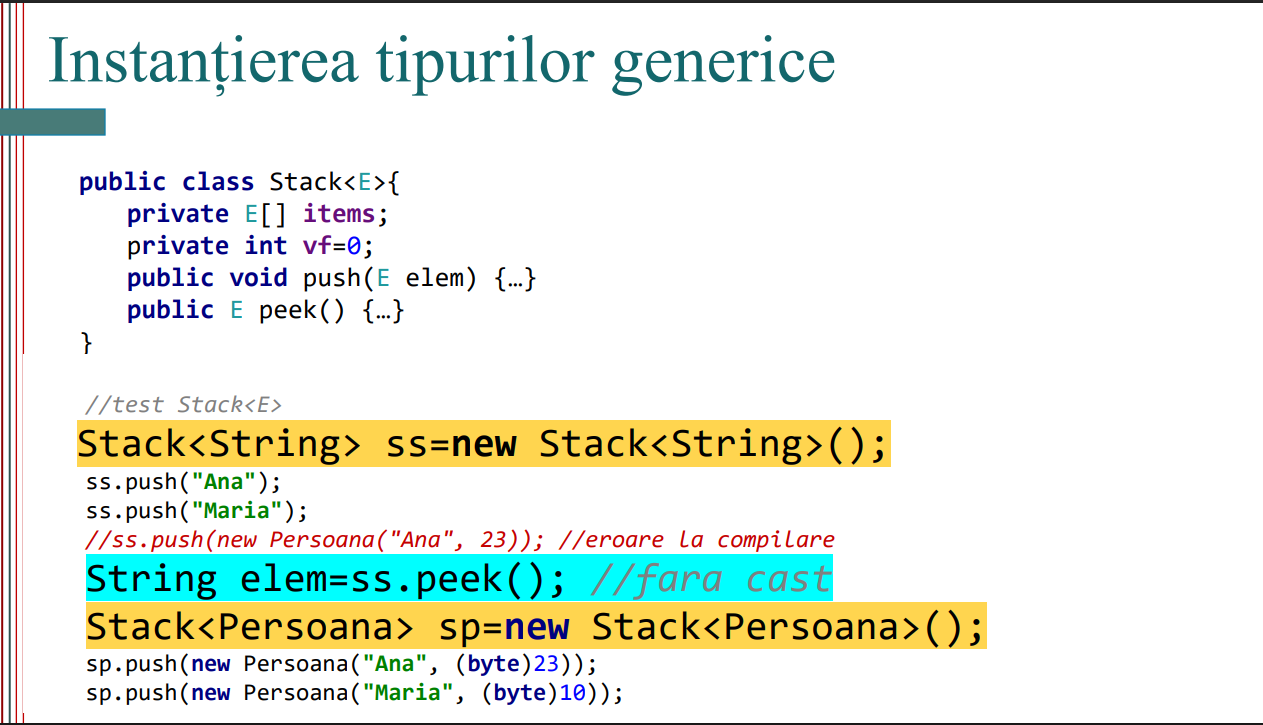 Instanțierea tipurilor generice
public class Stack<E>{
private E[] items;
private int vf=0;
public void push(E elem) {…}
public E peek() {…}
}
//test Stack<E>
Stack<String> ss=new Stack<String>();
ss.push("Ana");
ss.push("Maria");
//ss.push(new Persoana("Ana", 23)); //eroare la compilare
String elem=ss.peek(); //fara cast
Stack<Persoana> sp=new Stack<Persoana>();
sp.push(new Persoana("Ana", (byte)23));
sp.push(new Persoana("Maria", (byte)10));